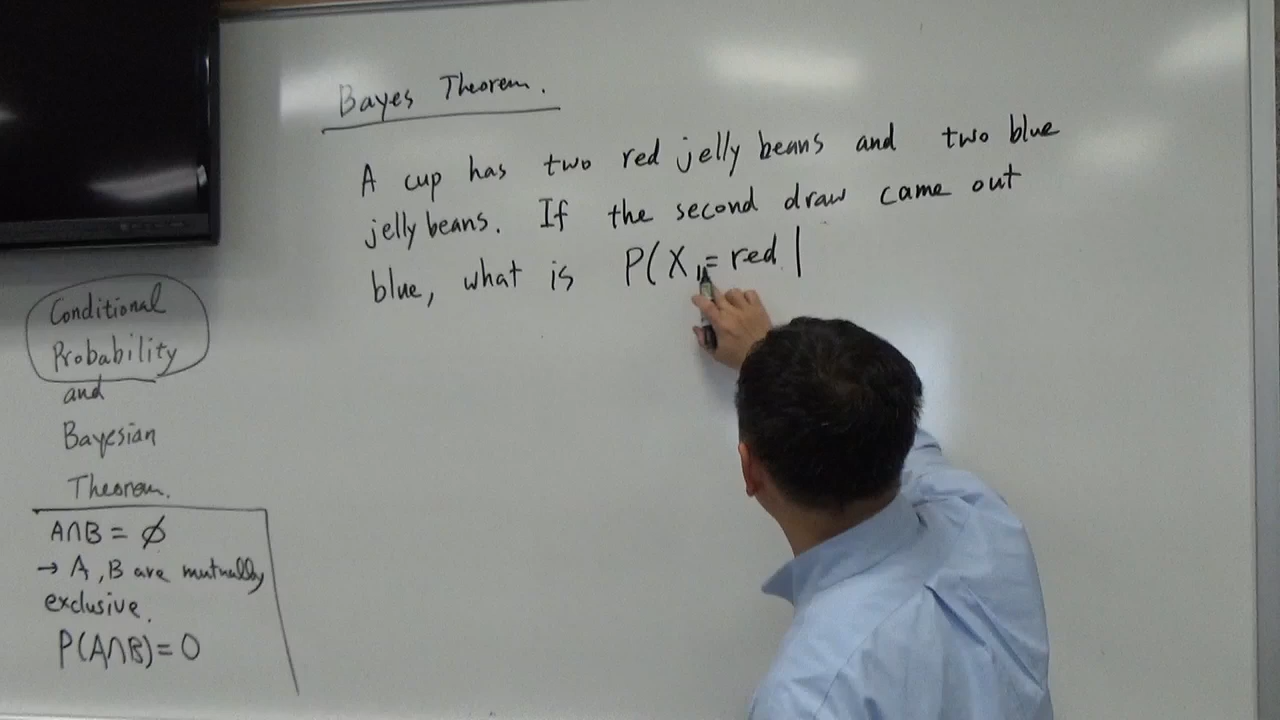 Bayes Theorem.
A cup has two red jelly beans and two blue
jelly beans. If the second draw came out
blue, what is P(X₁= red |
Conditional
Probability
and
Bayesian
Theorem.
A∩B = ∅
→ A, B are mutually
exclusive.
P(A∩B)= 0